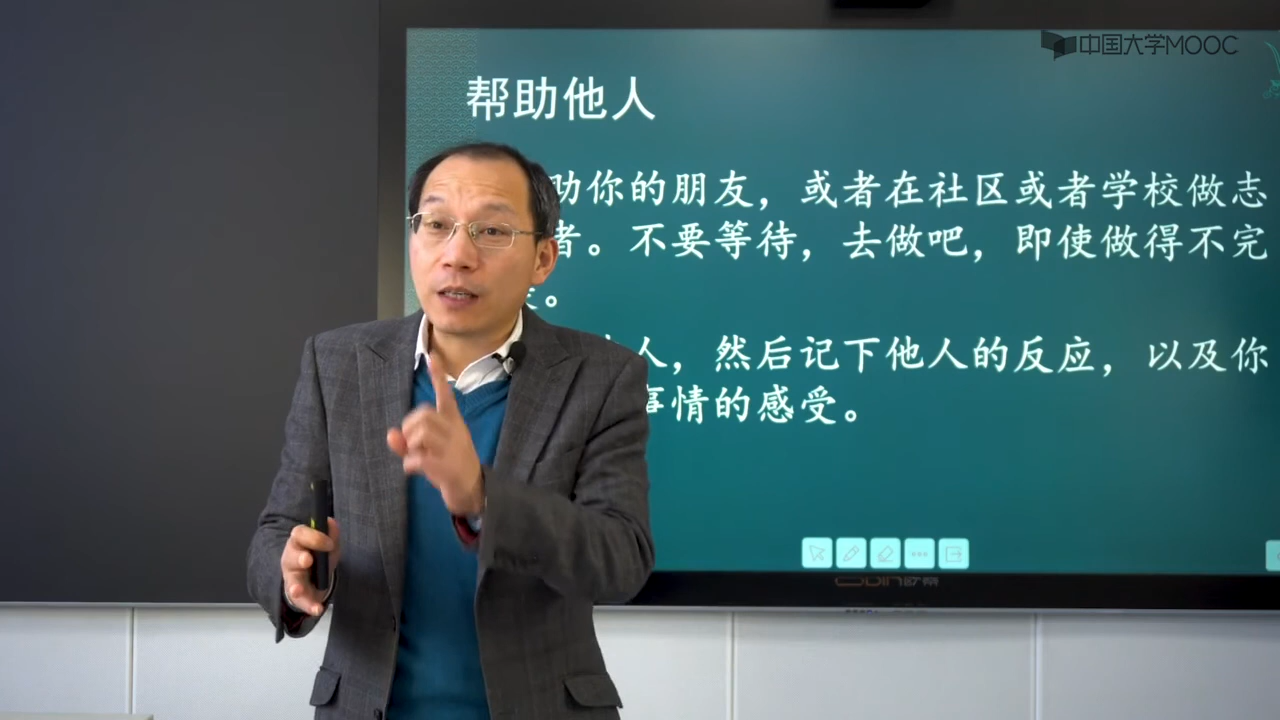 中国大学MOOC
帮助他人
助你的朋友，或者在社区或者学校做志
者。不要等待，去做吧，即使做得不完
。
人，然后记下他人的反应，以及你
事情的感受。